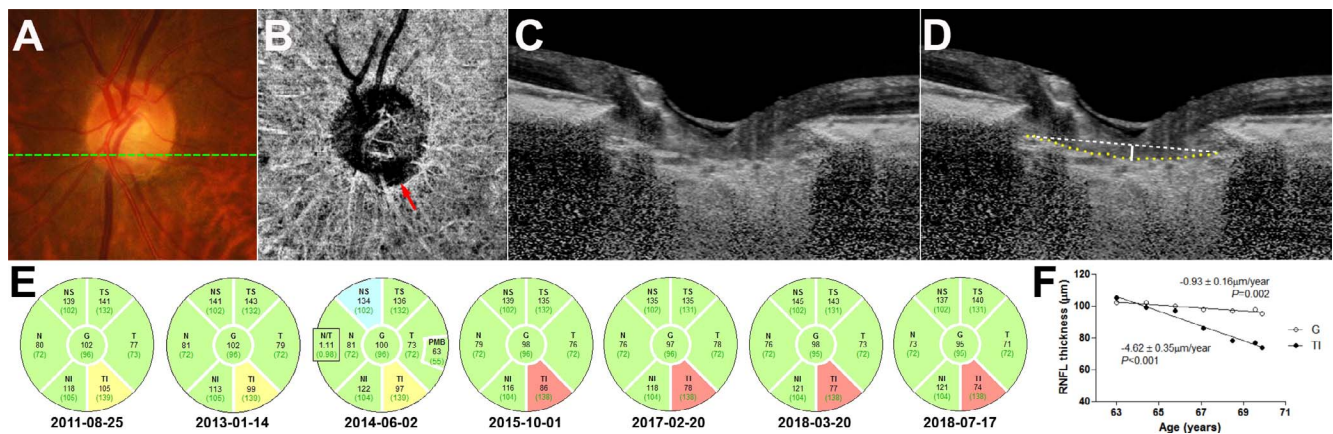 A
B
C
D
E
NS
139
(102)
TS
141
(132)
N
80
(72)
G
102
(96)
T
77
(73)
NI
118
(105)
TI
105
(139)
2011-08-25
NS
141
(102)
TS
143
(132)
N
81
(72)
G
102
(96)
T
79
(72)
NI
113
(105)
TI
99
(139)
2013-01-14
NS
134
(102)
TS
136
(132)
N/T
1.11
(0.98)
N
81
(72)
G
100
(96)
T
73
(72)
PMB
63
(55)
NI
122
(104)
TI
97
(139)
2014-06-02
NS
139
(102)
TS
135
(132)
N
79
(72)
G
98
(96)
T
76
(72)
NI
116
(104)
TI
86
(138)
2015-10-01
NS
135
(102)
TS
135
(131)
N
76
(72)
G
97
(96)
T
78
(72)
NI
118
(104)
TI
78
(138)
2017-02-20
NS
145
(102)
TS
143
(131)
N
76
(72)
G
98
(95)
T
76
(72)
NI
121
(104)
TI
77
(138)
2018-03-20
NS
137
(102)
TS
140
(131)
N
73
(72)
G
95
(95)
T
71
(72)
NI
121
(104)
TI
74
(138)
2018-07-17
F
RNFL thickness (µm)
120
100
80
60
40
-0.93 ± 0.16µm/year
P=0.002
-4.62 ± 0.35µm/year
P<0.001
G
TI
63 65 67 69 71
Age (years)